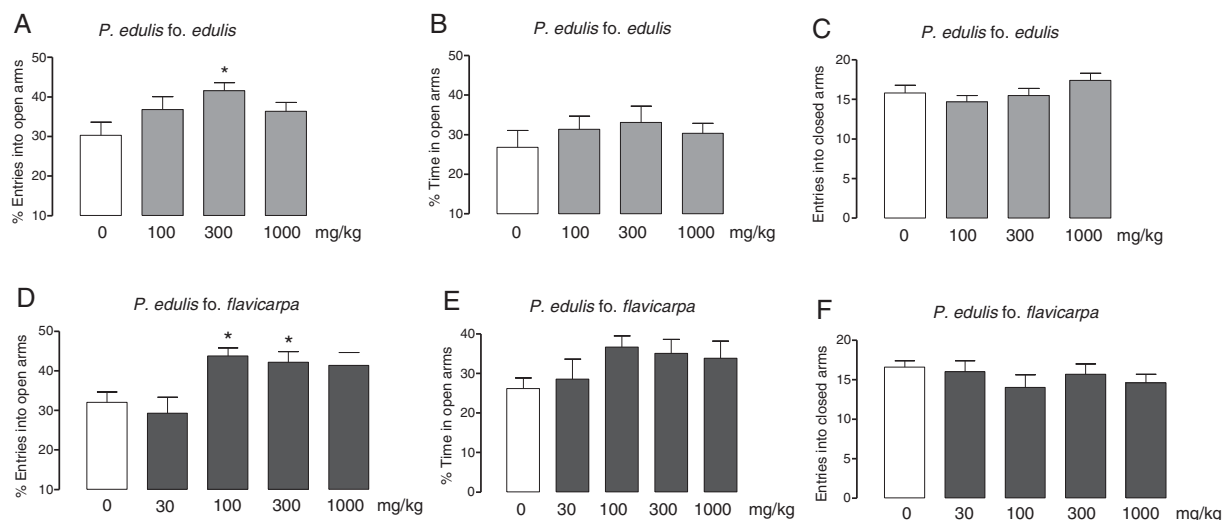 A
P. edulis fo. edulis
% Entries into open arms
50
40
30
20
10
*
0 100 300 1000 mg/kg
B
P. edulis fo. edulis
% Time in open arms
50
40
30
20
10
0 100 300 1000 mg/kg
C
P. edulis fo. edulis
Entries into closed arms
20
15
10
5
0
0 100 300 1000 mg/kg
D
P. edulis fo. flavicarpa
% Entries into open arms
50
40
30
20
10
* *
0 30 100 300 1000 mg/kg
E
P. edulis fo. flavicarpa
% Time in open arms
40
30
20
10
0
0 30 100 300 1000 mg/kg
F
P. edulis fo. flavicarpa
Entries into closed arms
20
15
10
5
0
0 30 100 300 1000 mg/kg